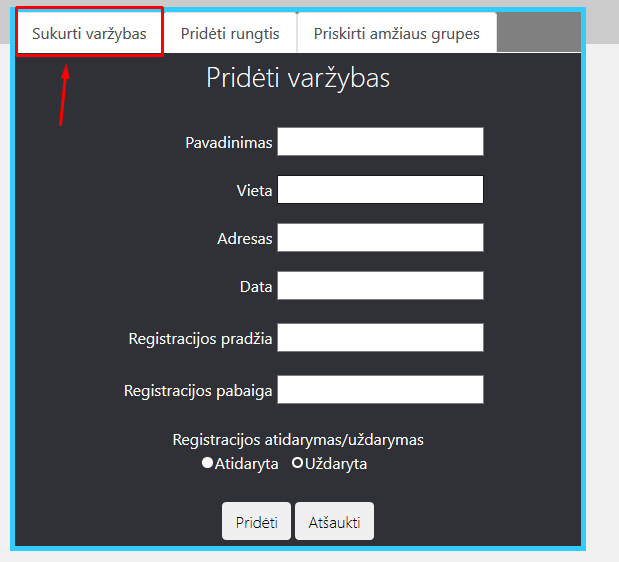 Sukurti varžybas Pridėti rungtis Priskirti amžiaus grupes
Pridėti varžybas
Pavadinimas
Vieta
Adresas
Data
Registracijos pradžia
Registracijos pabaiga
Registracijos atidarymas/uždarymas
Atidaryta Uždaryta
Pridėti Atšaukti